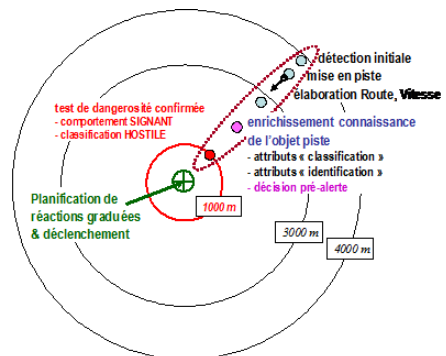 détection initiale
mise en piste
élaboration Route, Vitesse
test de dangerosité confirmée
- comportement SIGNANT
- classification HOSTILE
enrichissement connaissance
de l'objet piste
- attributs « classification »
- attributs « identification »
- décision pré-alerte
Planification de
réactions graduées
& déclenchement
1000 m
3000 m
4000 m